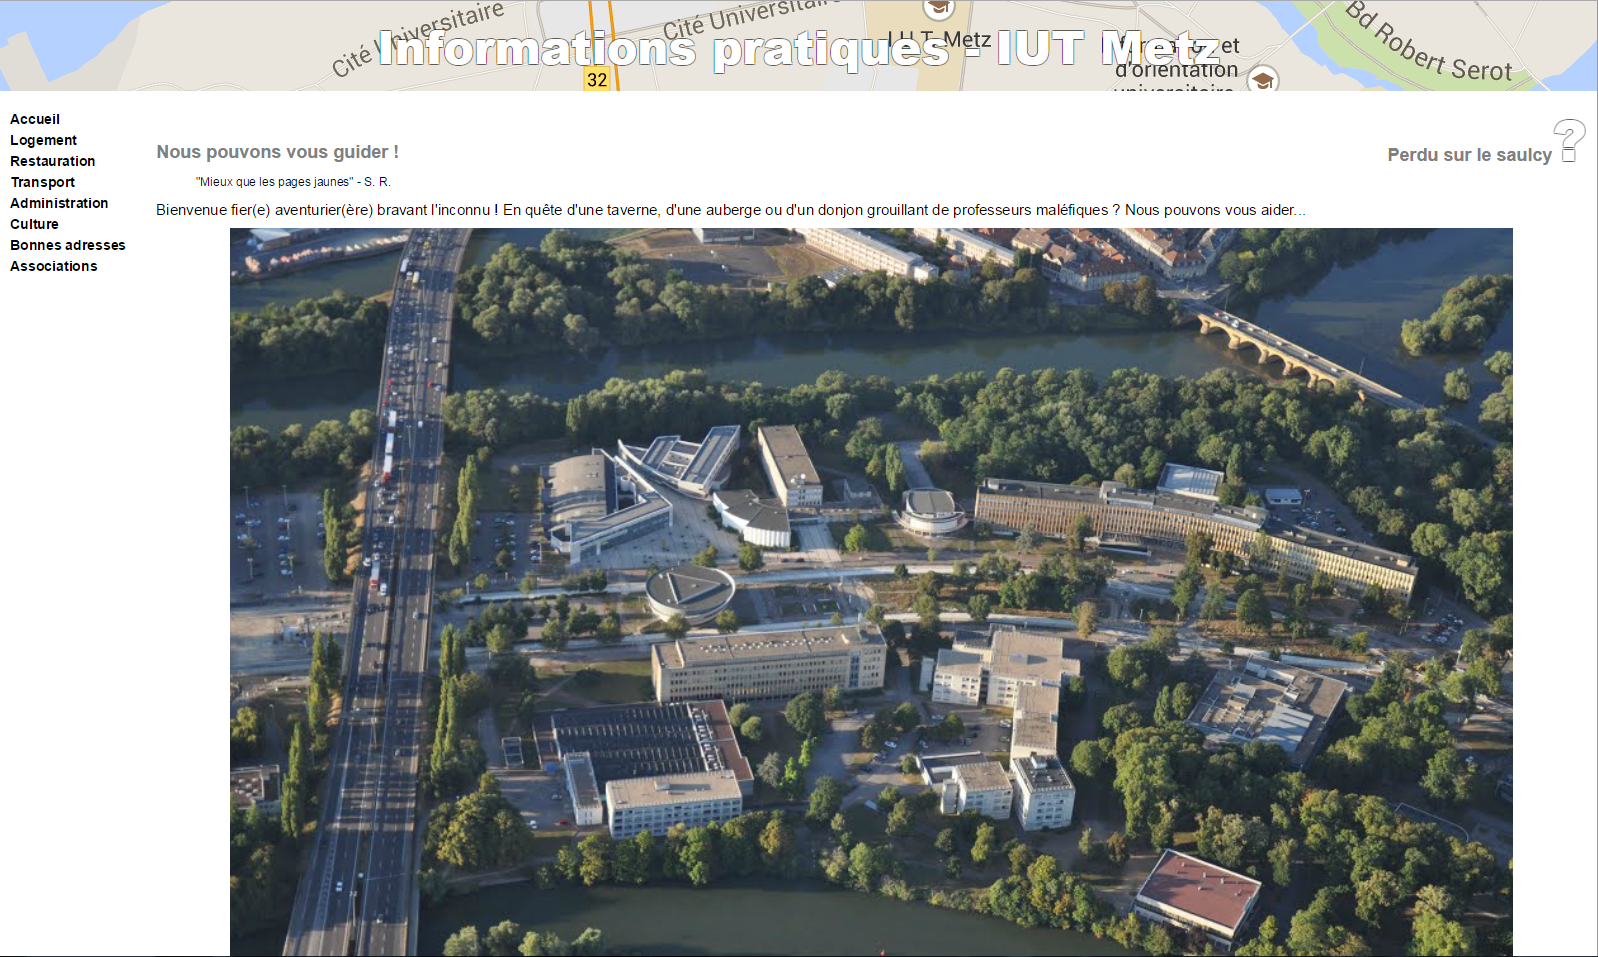 Cité Universitaire
Cité Universitaire
I.U.T. Metz
Informations pratiques - IUT Metz
d'orientation
Bd Robert Serot
32
Accueil
Logement
Restauration
Transport
Administration
Culture
Bonnes adresses
Associations
Nous pouvons vous guider !
Perdu sur le saulcy ?
"Mieux que les pages jaunes" - S. R.
Bienvenue fier(e) aventurier(ère) bravant l'inconnu ! En quête d'une taverne, d'une auberge ou d'un donjon grouillant de professeurs maléfiques ? Nous pouvons vous aider...